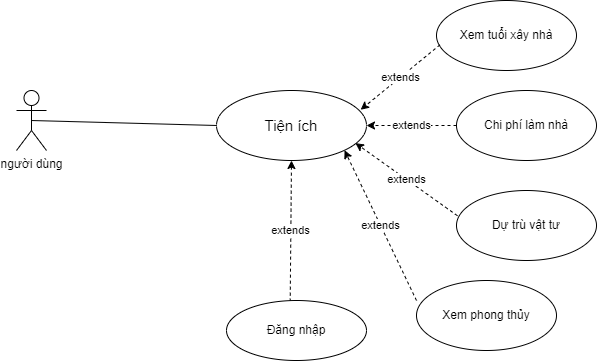 Xem tuổi xây nhà
extends
Tiện ích
extends
Chi phí làm nhà
người dùng
extends
Dự trù vật tư
extends
extends
Xem phong thủy
Đăng nhập